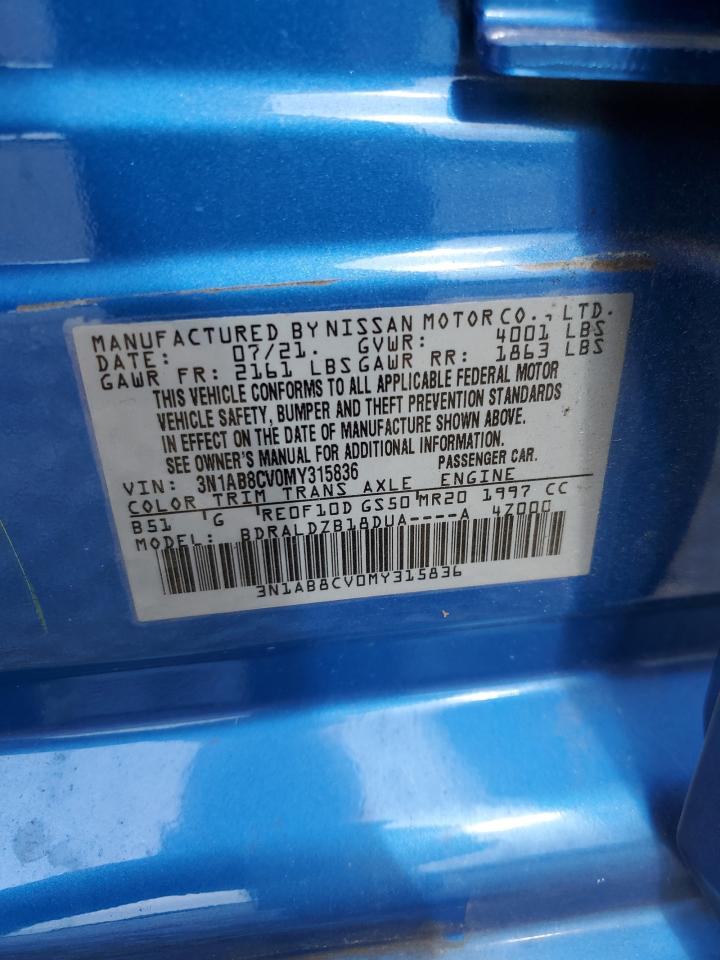 MANUFACTURED BY NISSAN MOTOR CO., LTD.
DATE: 07/21. GVWR: 4001 LBS
GAWR FR: 2161 LBS GAWR RR: 1863 LBS
THIS VEHICLE CONFORMS TO ALL APPLICABLE FEDERAL MOTOR
VEHICLE SAFETY, BUMPER AND THEFT PREVENTION STANDARDS
IN EFFECT ON THE DATE OF MANUFACTURE SHOWN ABOVE.
SEE OWNER'S MANUAL FOR ADDITIONAL INFORMATION.
VIN: 3N1AB8CV0MY315836 PASSENGER CAR.
COLOR TRIM TRANS AXLE ENGINE
B51 G RE0F10D GS50 MR20 1997 CC
MODEL: BDRALDZB18DUA----A 4Z000
3N1AB8CV0MY315836